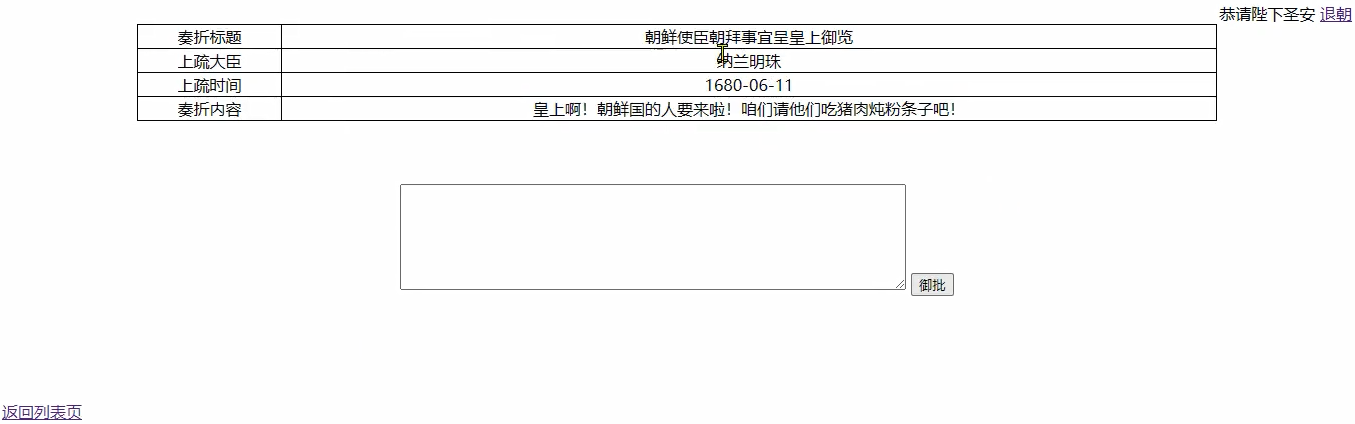 恭请陛下圣安 退朝
奏折标题 朝鲜使臣朝拜事宜呈皇上御览
上疏大臣 纳兰明珠
上疏时间 1680-06-11
奏折内容 皇上啊！朝鲜国的人要来啦！咱们请他们吃猪肉炖粉条子吧！
御批
返回列表页